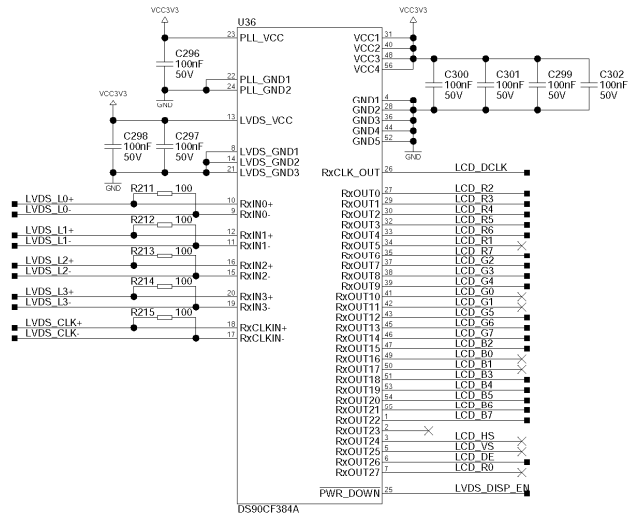 VCC3V3
VCC3V3
U36
23 PLL_VCC
VCC1 31
VCC2 40
VCC3 48
VCC4 56
C296
100nF
50V
C300
100nF
50V
C301
100nF
50V
C299
100nF
50V
C302
100nF
50V
22 PLL_GND1
24 PLL_GND2
GND
VCC3V3
GND1 4
GND2 28
GND3 36
GND4 44
GND5 52
GND
13 LVDS_VCC
C298
100nF
50V
C297
100nF
50V
8 LVDS_GND1
14 LVDS_GND2
21 LVDS_GND3
GND
RxCLK_OUT 26 LCD_DCLK
R211 100
LVDS_L0+ 10 RxIN0+
LVDS_L0- 9 RxIN0-
R212 100
LVDS_L1+ 12 RxIN1+
LVDS_L1- 11 RxIN1-
R213 100
LVDS_L2+ 16 RxIN2+
LVDS_L2- 15 RxIN2-
R214 100
LVDS_L3+ 20 RxIN3+
LVDS_L3- 19 RxIN3-
R215 100
LVDS_CLK+ 18 RxCLKIN+
LVDS_CLK- 17 RxCLKIN-
RxOUT0 27 LCD_R2
RxOUT1 29 LCD_R3
RxOUT2 30 LCD_R4
RxOUT3 32 LCD_R5
RxOUT4 33 LCD_R6
RxOUT5 34 LCD_R1
RxOUT6 35 LCD_R7
RxOUT7 37 LCD_G2
RxOUT8 38 LCD_G3
RxOUT9 39 LCD_G4
RxOUT10 41 LCD_G0
RxOUT11 42 LCD_G1
RxOUT12 43 LCD_G5
RxOUT13 45 LCD_G6
RxOUT14 46 LCD_G7
RxOUT15 47 LCD_B2
RxOUT16 49 LCD_B0
RxOUT17 50 LCD_B1
RxOUT18 51 LCD_B3
RxOUT19 53 LCD_B4
RxOUT20 54 LCD_B5
RxOUT21 55 LCD_B6
RxOUT22 1 LCD_B7
RxOUT23 2
RxOUT24 3 LCD_HS
RxOUT25 5 LCD_VS
RxOUT26 6 LCD_DE
RxOUT27 7 LCD_R0
PWR_DOWN 25 LVDS_DISP_EN
DS90CF384A